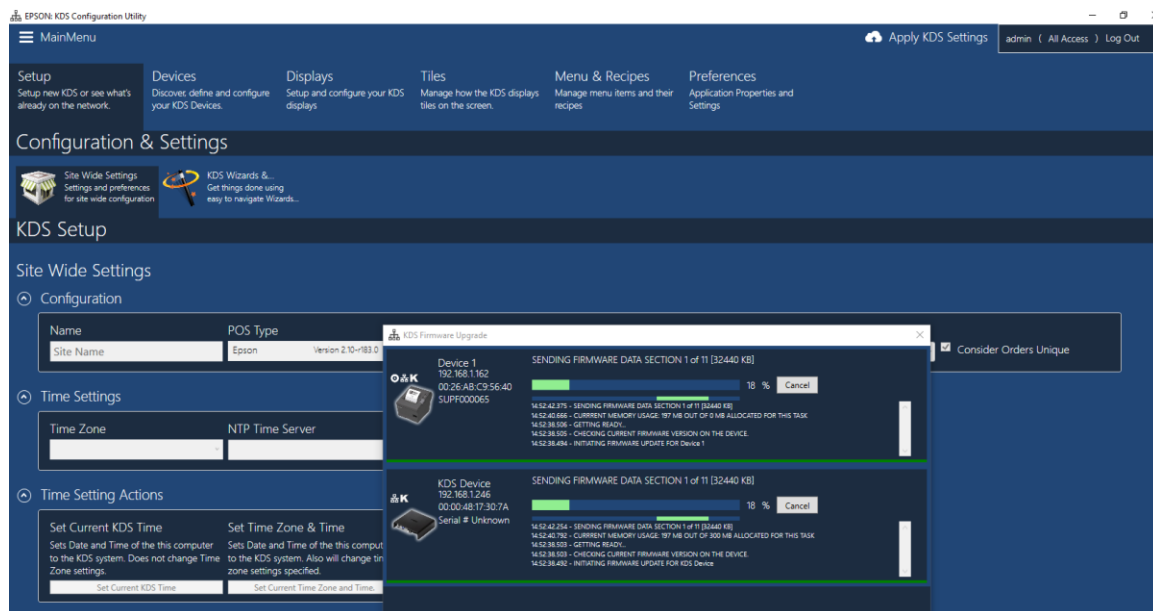 EPSON: KDS Configuration Utility
MainMenu
Apply KDS Settings
admin ( All Access ) Log Out
Setup
Setup new KDS or see what's
already on the network.
Devices
Discover, define and configure
your KDS Devices.
Displays
Setup and configure your KDS
displays
Tiles
Manage how the KDS displays
tiles on the screen.
Menu & Recipes
Manage menu items and their
recipes
Preferences
Application Properties and
Settings
Configuration & Settings
Site Wide Settings
Settings and preferences
for site wide configuration
KDS Wizards &...
Get things done using
easy to navigate Wizards...
KDS Setup
Site Wide Settings
Configuration
Name
Site Name
POS Type
Epson Version 2.10-r183.0
Consider Orders Unique
Time Settings
Time Zone
NTP Time Server
Time Setting Actions
Set Current KDS Time
Sets Date and Time of the this computer
to the KDS system. Does not change Time
Zone settings.
Set Current KDS Time
Set Time Zone & Time
Sets Date and Time of the this comput
to the KDS system. Also will change tim
zone settings specified.
Set Current Time Zone and Time.
KDS Firmware Upgrade
K
Device 1
192.168.1.162
00:26:AB:C9:56:40
SUPF000065
SENDING FIRMWARE DATA SECTION 1 of 11 [32440 KB]
18 % Cancel
14:52:42.375 - SENDING FIRMWARE DATA SECTION 1 of 11 [32440 KB]
14:52:40.666 - CURRRENT MEMORY USAGE: 197 MB OUT OF 0 MB ALLOCATED FOR THIS TASK
14:52:38.506 - GETTING READY...
14:52:38.505 - CHECKING CURRENT FIRMWARE VERSION ON THE DEVICE.
14:52:38.494 - INITIATING FIRMWARE UPDATE FOR Device 1
K
KDS Device
192.168.1.246
00:00:48:17:30:7A
Serial # Unknown
SENDING FIRMWARE DATA SECTION 1 of 11 [32440 KB]
18 % Cancel
14:52:42.254 - SENDING FIRMWARE DATA SECTION 1 of 11 [32440 KB]
14:52:40.792 - CURRRENT MEMORY USAGE: 197 MB OUT OF 300 MB ALLOCATED FOR THIS TASK
14:52:38.503 - GETTING READY...
14:52:38.503 - CHECKING CURRENT FIRMWARE VERSION ON THE DEVICE.
14:52:38.492 - INITIATING FIRMWARE UPDATE FOR KDS Device